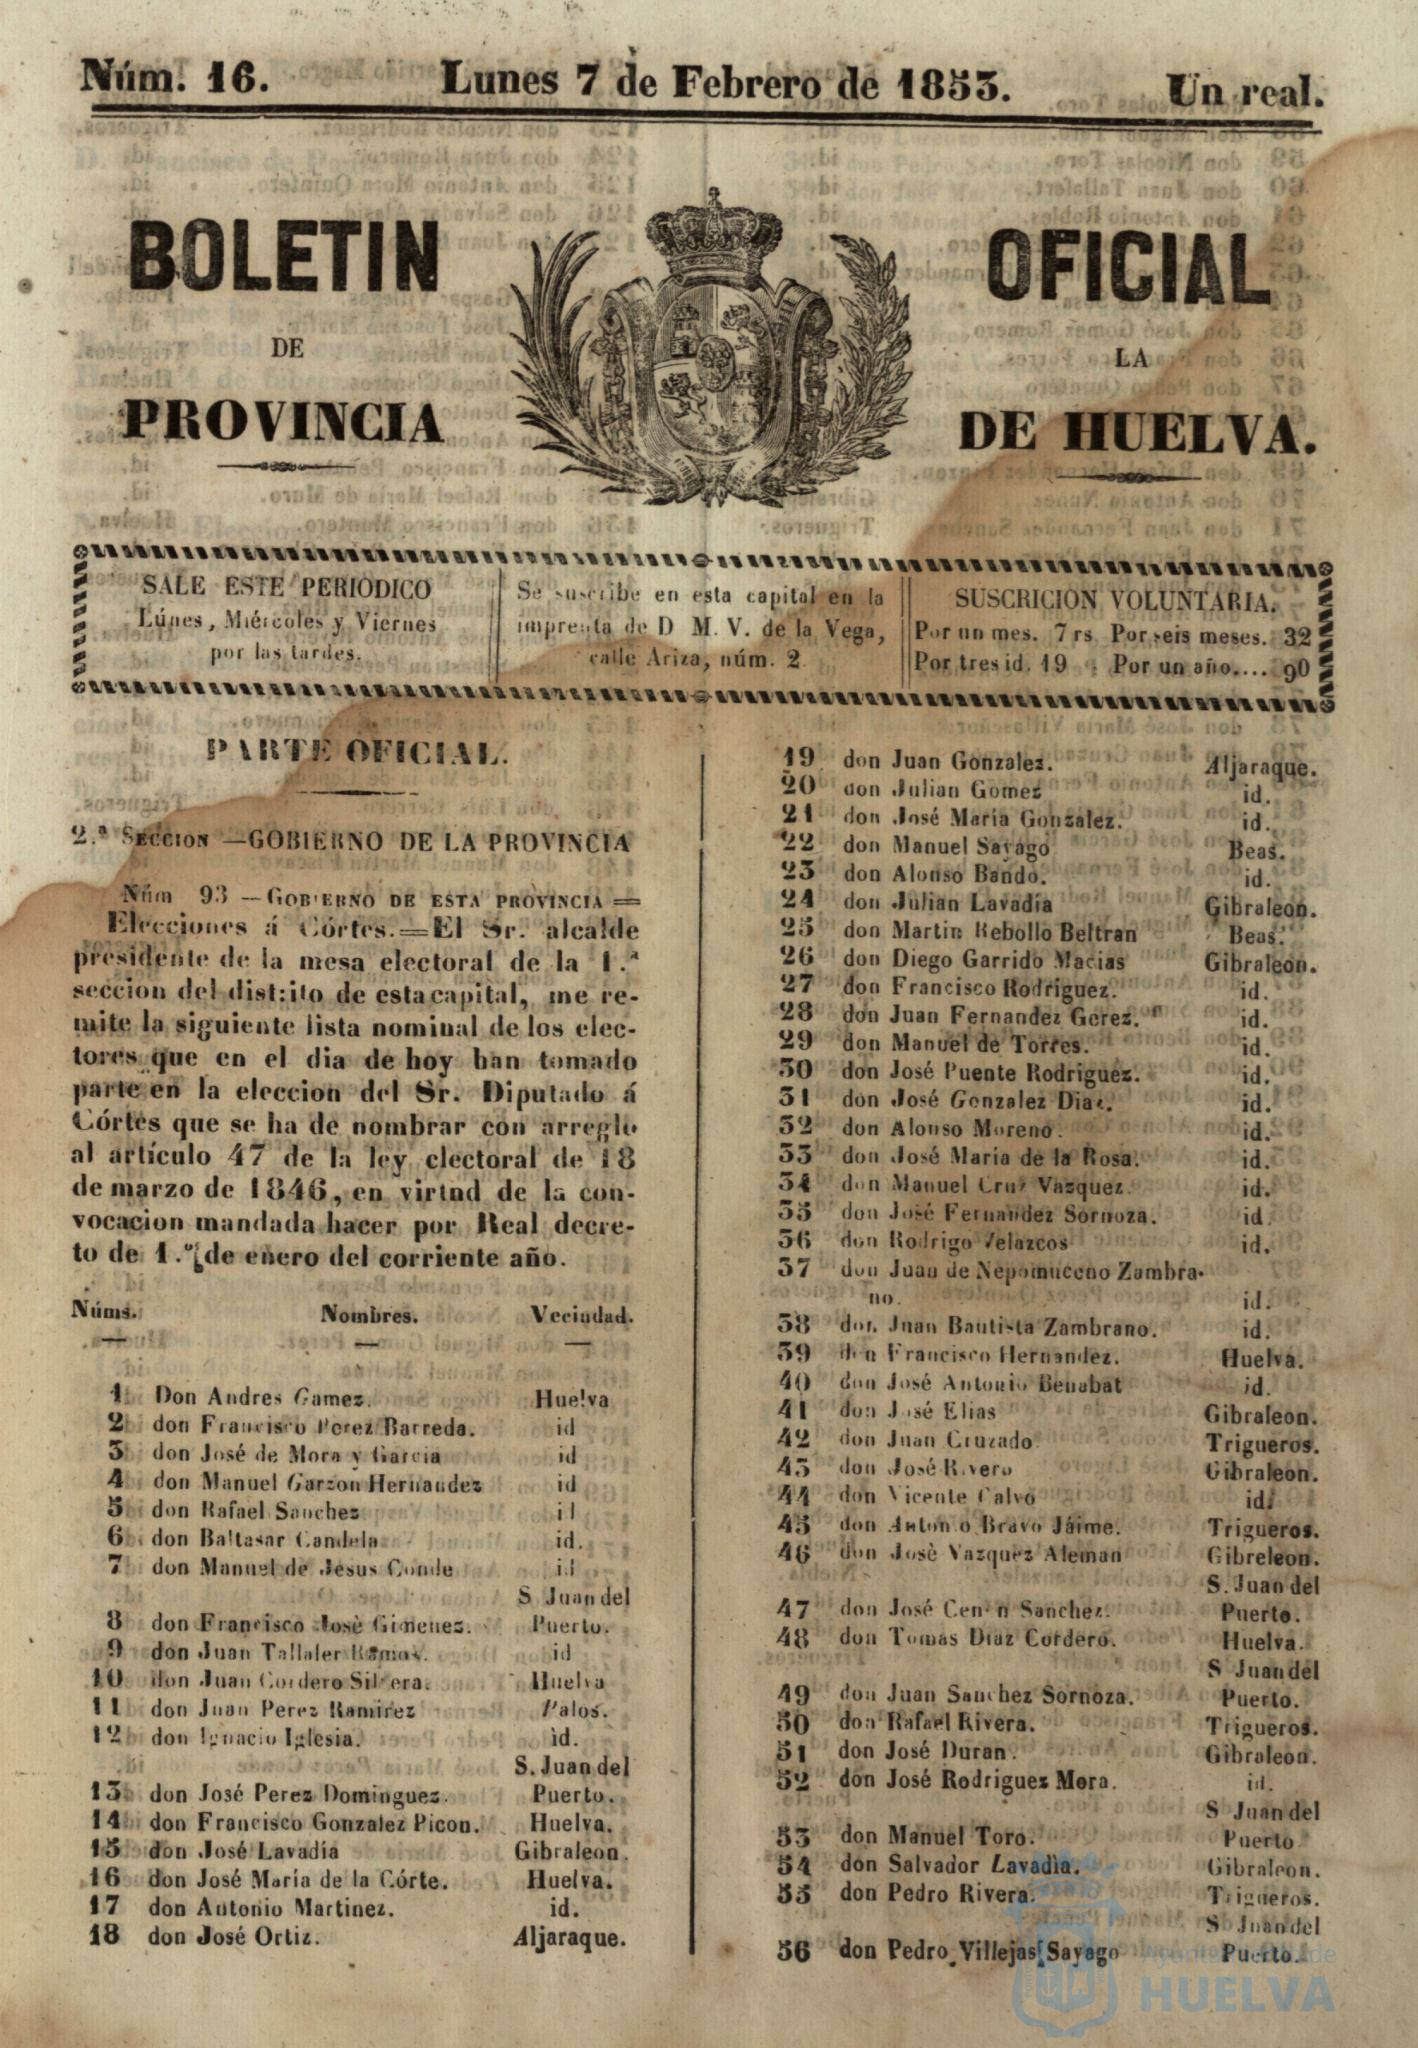 Núm. 16. Lunes 7 de Febrero de 1853. Un real.
BOLETIN OFICIAL
DE LA
PROVINCIA DE HUELVA.
SALE ESTE PERIODICO
Lúnes, Miércoles y Viernes
por las tardes.
Se suscribe en esta capital en la
imprenta de D M. V. de la Vega,
calle Ariza, núm. 2
SUSCRICION VOLUNTARIA.
Por un mes. 7 rs Por seis meses. 32
Por tres id. 19 Por un año.... 90
PARTE OFICIAL.
2.ª SECCION —GOBIERNO DE LA PROVINCIA
Núm 93 —GOBIERNO DE ESTA PROVINCIA=
Elecciones á Córtes.=El Sr. alcalde
presidente de la mesa electoral de la 1.ª
seccion del distrito de esta capital, me re-
mite la siguiente lista nominal de los elec-
tores que en el dia de hoy han tomado
parte en la eleccion del Sr. Diputado á
Córtes que se ha de nombrar con arreglo
al artículo 47 de la ley electoral de 18
de marzo de 1846, en virtnd de la con-
vocacion mandada hacer por Real decre-
to de 1.º de enero del corriente año.
Núms. Nombres. Vecindad.
1 Don Andres Gamez. Huelva
2 don Francisco Perez Barreda. id
3 don José de Mora y Garcia id
4 don Manuel Garzon Hernandez id
5 don Rafael Sanchez id
6 don Baltasar Candela id.
7 don Manuel de Jesus Conde id
S Juan del
8 don Francisco Josè Gimenez. Puerto.
9 don Juan Tallafer Ramos. id
10 don Juan Cordero Silvera. Huelva
11 don Juan Perez Ramirez Palos.
12 don Ignacio Iglesia. id.
S. Juan del
13 don José Perez Dominguez. Puerto.
14 don Francisco Gonzalez Picon. Huelva.
15 don José Lavadía Gibraleon.
16 don José María de la Córte. Huelva.
17 don Antonio Martinez. id.
18 don José Ortiz. Aljaraque.
19 don Juan Gonzalez. Aljaraque.
20 don Julian Gomez id.
21 don José María Gonzalez. id.
22 don Manuel Sayago Beas.
23 don Alonso Bando. id.
24 don Julian Lavadia Gibraleon.
25 don Martin Rebollo Beltran Beas.
26 don Diego Garrido Macias Gibraleon.
27 don Francisco Rodriguez. id.
28 don Juan Fernandez Gerez. id.
29 don Manuel de Torres. id.
30 don José Puente Rodriguez. id.
31 don José Gonzalez Diaz. id.
32 don Alonso Moreno. id.
33 don José María de la Rosa. id.
34 don Manuel Cruz Vazquez. id.
35 don José Fernandez Sornoza. id.
36 don Rodrigo Velazcos id.
37 don Juan de Nepomuceno Zambra-
no. id.
38 don Juan Bautista Zambrano. id.
39 don Francisco Hernandez. Huelva.
40 don José Antonio Benabat id.
41 don José Elias Gibraleon.
42 don Juan Cruzado. Trigueros.
43 don José Rivero Gibraleon.
44 don Vicente Calvo id.
45 don Antonio Bravo Jáime. Trigueros.
46 don Josè Vazquez Aleman Gibreleon.
S. Juan del
47 don José Sanchez. Puerto.
48 don Tomas Diaz Cordero. Huelva.
S Juan del
49 don Juan Sanchez Sornoza. Puerto.
50 don Rafael Rivera. Trigueros.
51 don José Duran. Gibraleon.
52 don José Rodriguez Mora. id.
S Juan del
53 don Manuel Toro. Puerto
54 don Salvador Lavadìa. Gibraleon.
55 don Pedro Rivera. Trigueros.
S Juan del
56 don Pedro Villejas Sayago Puerto.
Ayuntamiento de
HUELVA